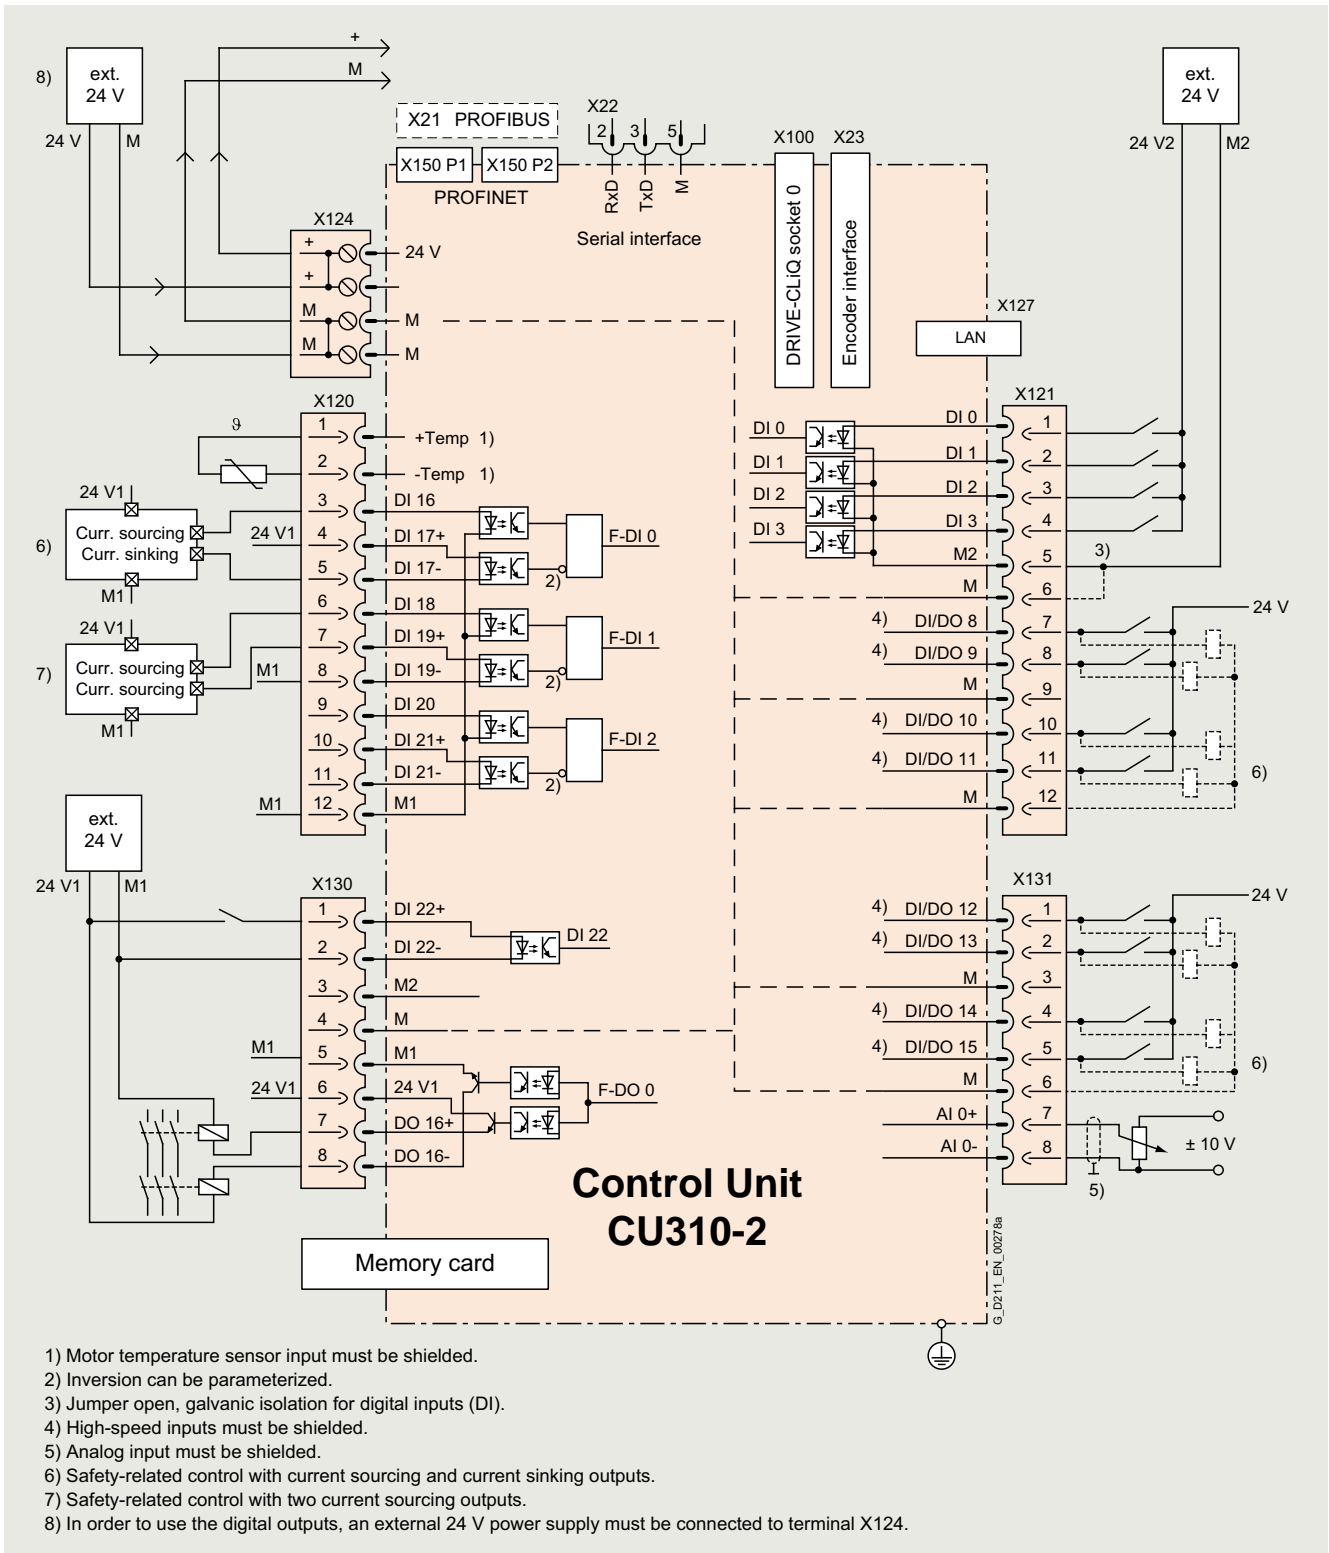 +
M
8)
ext.
24 V
24 V
M
X21 PROFIBUS
X150 P1
X150 P2
PROFINET
X22
2
3
5
RxD
TxD
M
Serial interface
X100
X23
DRIVE-CLiQ socket 0
Encoder interface
ext.
24 V
24 V2
M2
X127
LAN
X124
+
24 V
+
M
M
M
M
X120
ϑ
1
+Temp 1)
2
-Temp 1)
3
DI 16
4
24 V1
DI 17+
5
DI 17-
6
DI 18
7
DI 19+
8
M1
DI 19-
9
DI 20
10
DI 21+
11
DI 21-
12
M1
M1
F-DI 0
2)
F-DI 1
2)
F-DI 2
2)
6)
24 V1
Curr. sourcing
Curr. sinking
M1
7)
24 V1
Curr. sourcing
Curr. sourcing
M1
ext.
24 V
24 V1
M1
X130
1
DI 22+
2
DI 22-
DI 22
3
M2
4
M
M1
5
M1
24 V1
6
24 V1
7
DO 16+
8
DO 16-
F-DO 0
X121
DI 0
DI 0
1
DI 1
DI 1
2
DI 2
DI 2
3
DI 3
DI 3
4
M2
5
3)
M
6
24 V
4)
DI/DO 8
7
4)
DI/DO 9
8
M
9
4)
DI/DO 10
10
4)
DI/DO 11
11
6)
M
12
X131
24 V
4)
DI/DO 12
1
4)
DI/DO 13
2
M
3
4)
DI/DO 14
4
4)
DI/DO 15
5
6)
M
6
AI 0+
7
AI 0-
8
± 10 V
5)
Control Unit
CU310-2
Memory card
G_D211_EN_00278a
1) Motor temperature sensor input must be shielded.
2) Inversion can be parameterized.
3) Jumper open, galvanic isolation for digital inputs (DI).
4) High-speed inputs must be shielded.
5) Analog input must be shielded.
6) Safety-related control with current sourcing and current sinking outputs.
7) Safety-related control with two current sourcing outputs.
8) In order to use the digital outputs, an external 24 V power supply must be connected to terminal X124.